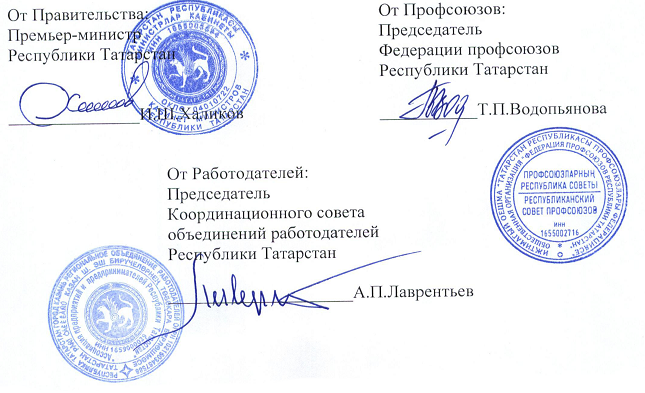 От Правительства:
Премьер-министр
Республики Татарстан
И.Ш.Халиков
От Профсоюзов:
Председатель
Федерации профсоюзов
Республики Татарстан
Т.П.Водопьянова
ПРОФСОЮЗЛАРНЫҢ
РЕСПУБЛИКА СОВЕТЫ
РЕСПУБЛИКАНСКИЙ
СОВЕТ ПРОФСОЮЗОВ
ИНН
1655002716
От Работодателей:
Председатель
Координационного совета
объединений работодателей
Республики Татарстан
А.П.Лаврентьев